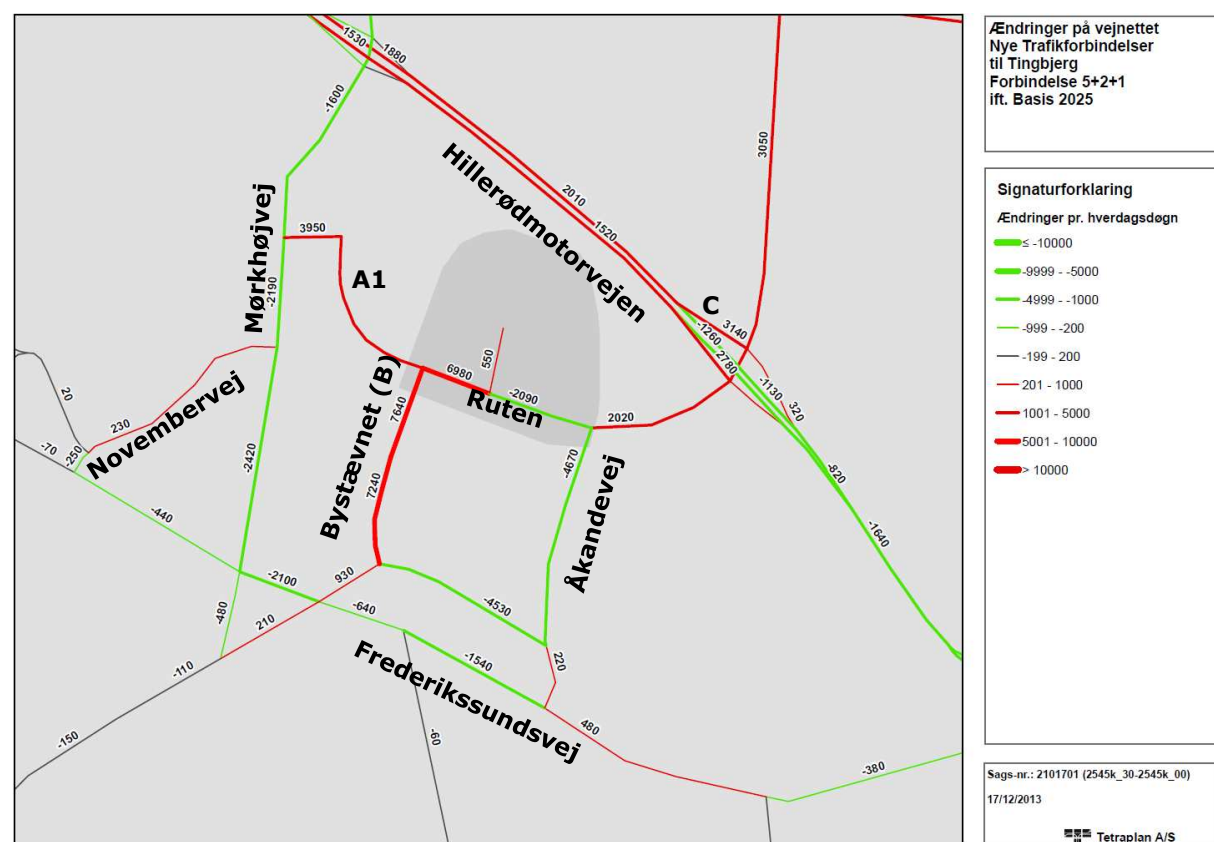 1530
1880
-1600
3050
Hillerødmotorvejen
2010
1520
Mørkhøjvej
3950
-2190
A1
C
3140
-1260
2780
-1130
320
550
6980
-2090
Ruten
2020
20
230
Novembervej
-70
-250
-2420
Bystævnet (B)
7640
7240
-4670
Åkandevej
-820
-1640
-440
-2100
930
-640
-4530
-480
210
-110
-1540
220
Frederikssundsvej
480
-150
-60
-380
Ændringer på vejnettet
Nye Trafikforbindelser
til Tingbjerg
Forbindelse 5+2+1
ift. Basis 2025
Signaturforklaring
Ændringer pr. hverdagsdøgn
≤ -10000
-9999 - -5000
-4999 - -1000
-999 - -200
-199 - 200
201 - 1000
1001 - 5000
5001 - 10000
> 10000
Sags-nr.: 2101701 (2545k_30-2545k_00)
17/12/2013
Tetraplan A/S